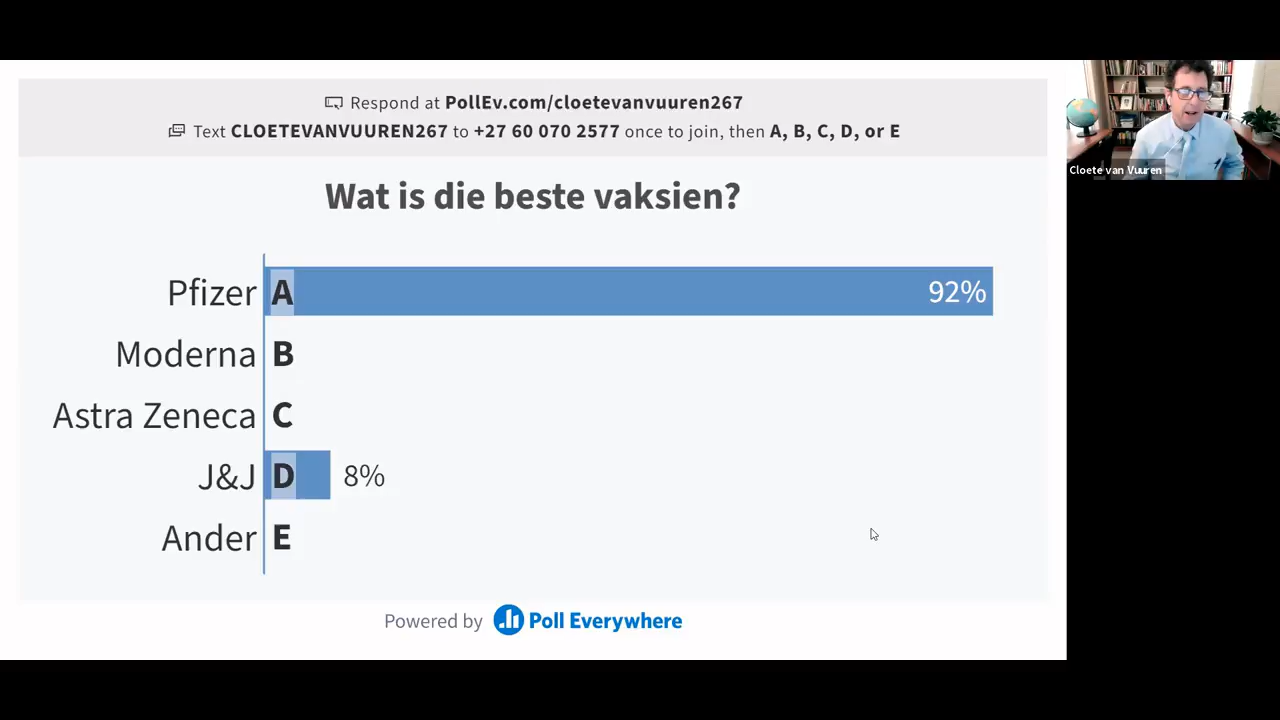 Respond at PollEv.com/cloetevanvuuren267
Text CLOETEVANVUUREN267 to +27 60 070 2577 once to join, then A, B, C, D, or E
Cloete van Vuuren
Wat is die beste vaksien?
Pfizer A 92%
Moderna B
Astra Zeneca C
J&J D 8%
Ander E
Powered by Poll Everywhere